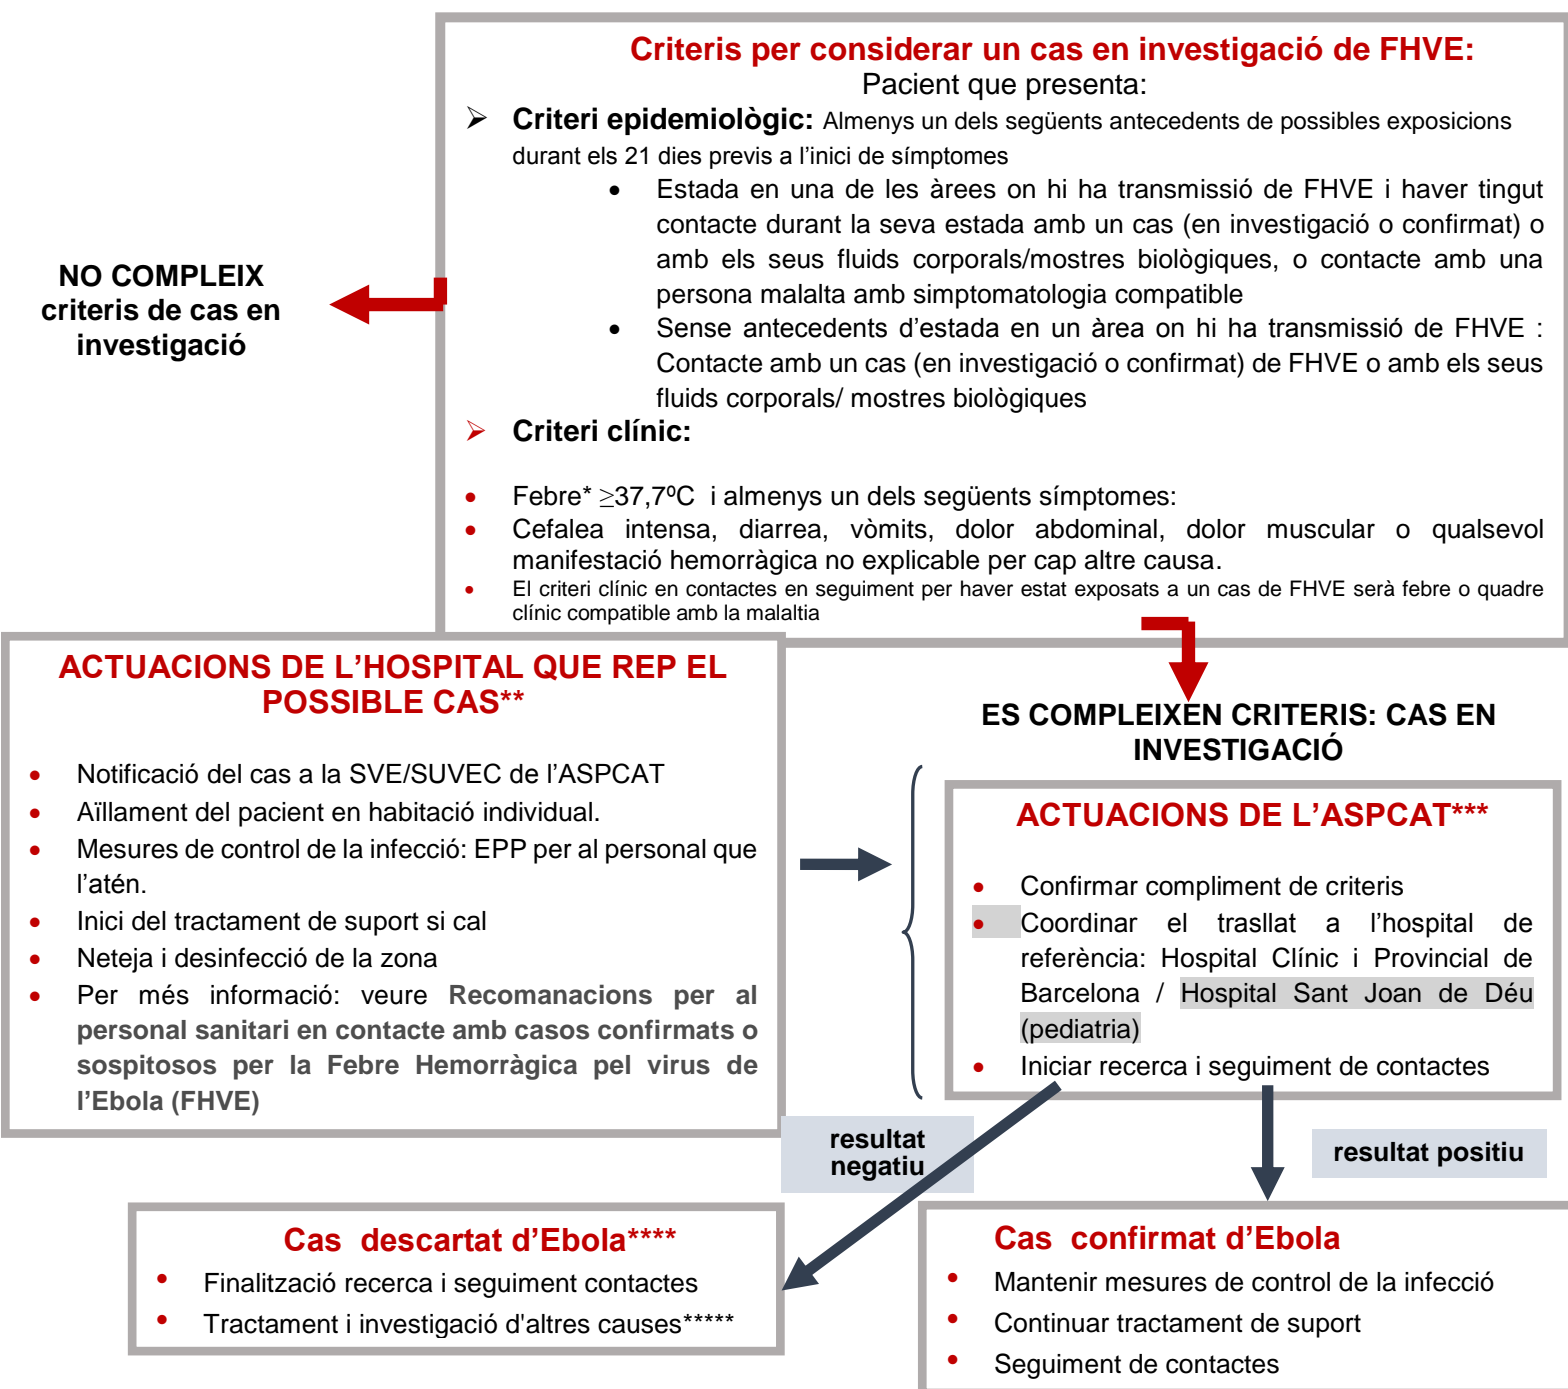 Criteris per considerar un cas en investigació de FHVE:
Pacient que presenta:
➢ Criteri epidemiològic: Almenys un dels següents antecedents de possibles exposicions
durant els 21 dies previs a l’inici de símptomes
• Estada en una de les àrees on hi ha transmissió de FHVE i haver tingut
contacte durant la seva estada amb un cas (en investigació o confirmat) o
amb els seus fluids corporals/mostres biològiques, o contacte amb una
persona malalta amb simptomatologia compatible
• Sense antecedents d’estada en un àrea on hi ha transmissió de FHVE :
Contacte amb un cas (en investigació o confirmat) de FHVE o amb els seus
fluids corporals/ mostres biològiques
➢ Criteri clínic:
• Febre* ≥37,7ºC i almenys un dels següents símptomes:
• Cefalea intensa, diarrea, vòmits, dolor abdominal, dolor muscular o qualsevol
manifestació hemorràgica no explicable per cap altre causa.
• El criteri clínic en contactes en seguiment per haver estat exposats a un cas de FHVE serà febre o quadre
clínic compatible amb la malaltia
NO COMPLEIX
criteris de cas en
investigació
ACTUACIONS DE L’HOSPITAL QUE REP EL
POSSIBLE CAS**
• Notificació del cas a la SVE/SUVEC de l’ASPCAT
• Aïllament del pacient en habitació individual.
• Mesures de control de la infecció: EPP per al personal que
l’atén.
• Inici del tractament de suport si cal
• Neteja i desinfecció de la zona
• Per més informació: veure Recomanacions per al
personal sanitari en contacte amb casos confirmats o
sospitosos per la Febre Hemorràgica pel virus de
l’Ebola (FHVE)
ES COMPLEIXEN CRITERIS: CAS EN
INVESTIGACIÓ
ACTUACIONS DE L’ASPCAT***
• Confirmar compliment de criteris
• Coordinar el trasllat a l’hospital de
referència: Hospital Clínic i Provincial de
Barcelona / Hospital Sant Joan de Déu
(pediatria)
• Iniciar recerca i seguiment de contactes
resultat
negatiu
resultat positiu
Cas descartat d’Ebola****
• Finalització recerca i seguiment contactes
• Tractament i investigació d'altres causes*****
Cas confirmat d’Ebola
• Mantenir mesures de control de la infecció
• Continuar tractament de suport
• Seguiment de contactes